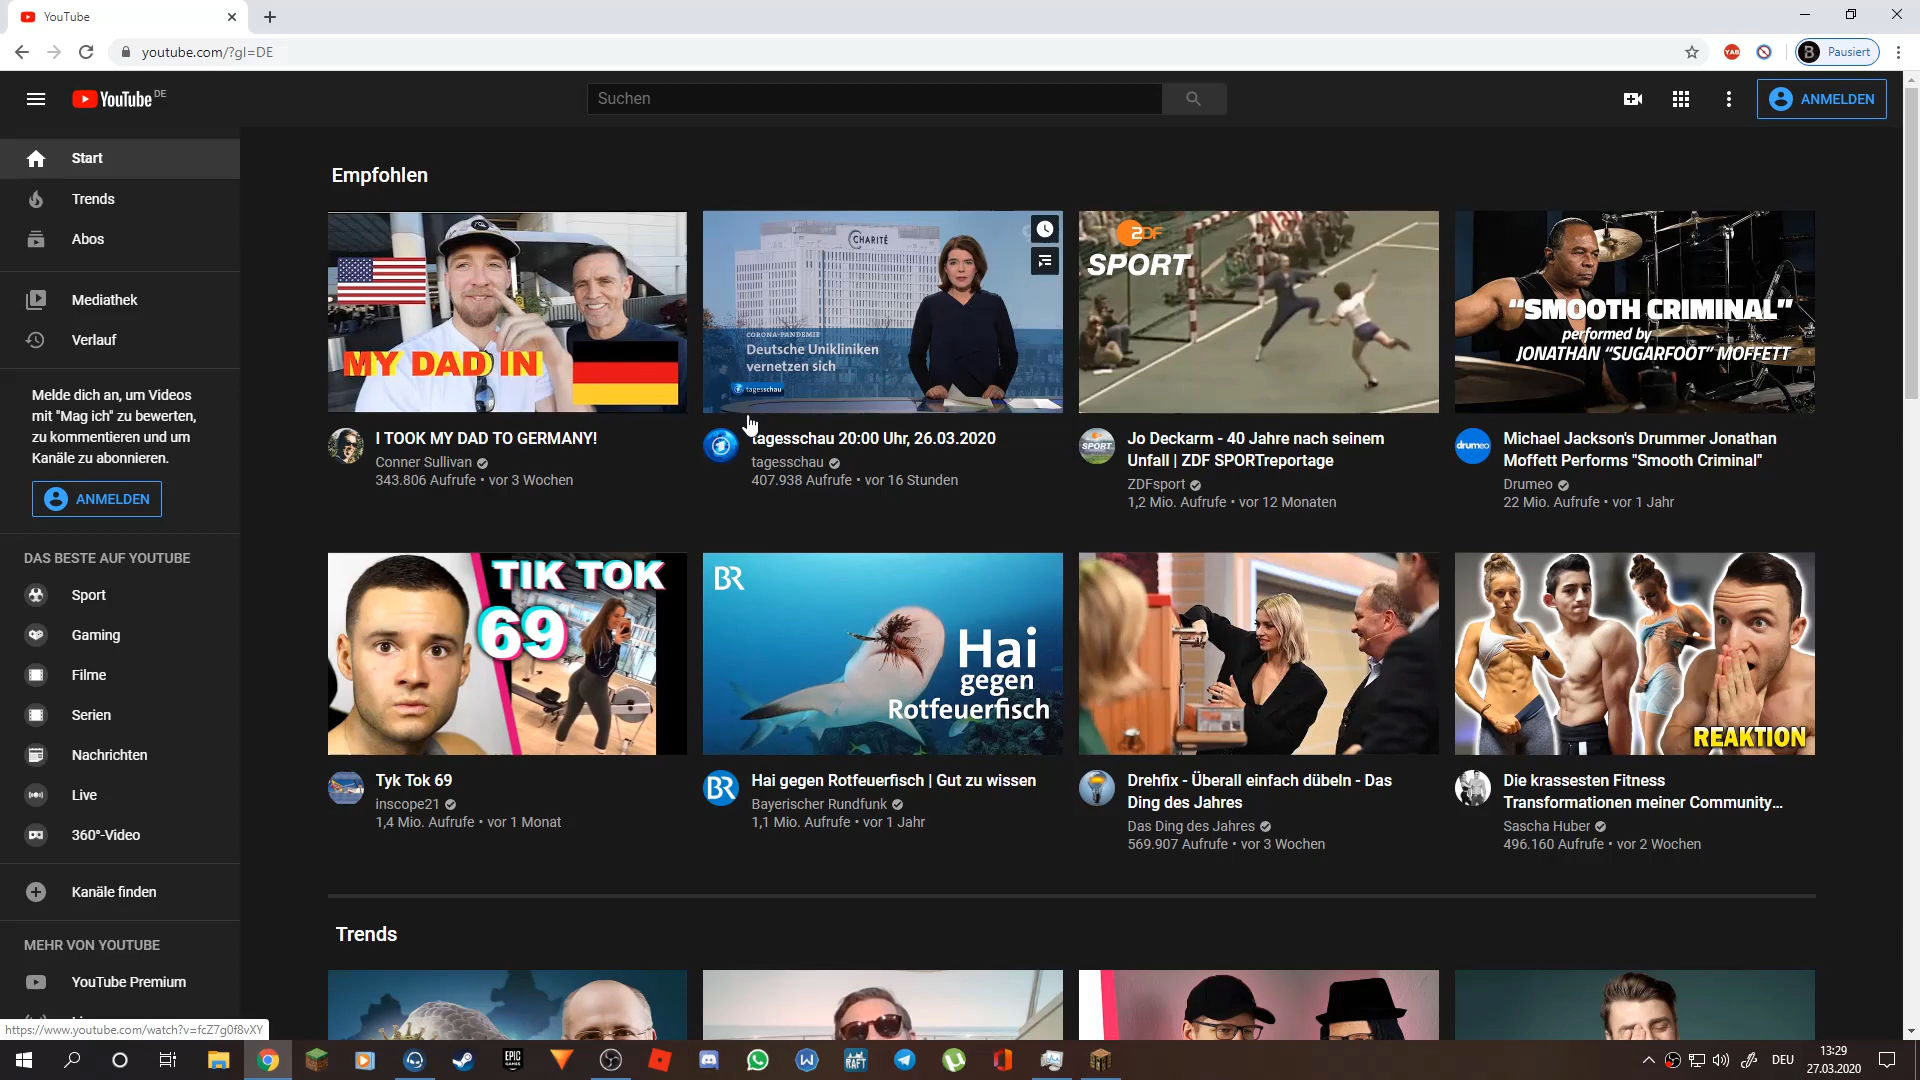 YouTube
youtube.com/?gl=DE
YAB
B
Pausiert
YouTube DE
Suchen
ANMELDEN
Start
Trends
Abos
Mediathek
Verlauf
Melde dich an, um Videos
mit "Mag ich" zu bewerten,
zu kommentieren und um
Kanäle zu abonnieren.
ANMELDEN
DAS BESTE AUF YOUTUBE
Sport
Gaming
Filme
Serien
Nachrichten
Live
360°-Video
Kanäle finden
MEHR VON YOUTUBE
YouTube Premium
https://www.youtube.com/watch?v=fcZ7g0f8vXY
Empfohlen
MY DAD IN
I TOOK MY DAD TO GERMANY!
Conner Sullivan
343.806 Aufrufe • vor 3 Wochen
CHARITÉ
CORONA-PANDEMIE
Deutsche Unikliniken
vernetzen sich
tagesschau
tagesschau 20:00 Uhr, 26.03.2020
tagesschau
407.938 Aufrufe • vor 16 Stunden
ZDF
SPORT
SPORT
Jo Deckarm - 40 Jahre nach seinem
Unfall | ZDF SPORTreportage
ZDFsport
1,2 Mio. Aufrufe • vor 12 Monaten
"SMOOTH CRIMINAL"
performed by
JONATHAN "SUGARFOOT" MOFFETT
drumeo
Michael Jackson's Drummer Jonathan
Moffett Performs "Smooth Criminal"
Drumeo
22 Mio. Aufrufe • vor 1 Jahr
TIK TOK
69
Tyk Tok 69
inscope21
1,4 Mio. Aufrufe • vor 1 Monat
BR
Hai
gegen
Rotfeuerfisch
BR
Hai gegen Rotfeuerfisch | Gut zu wissen
Bayerischer Rundfunk
1,1 Mio. Aufrufe • vor 1 Jahr
Drehfix - Überall einfach dübeln - Das
Ding des Jahres
Das Ding des Jahres
569.907 Aufrufe • vor 3 Wochen
REAKTION
Die krassesten Fitness
Transformationen meiner Community...
Sascha Huber
496.160 Aufrufe • vor 2 Wochen
Trends
EPIC
GAMES
RAFT
DEU
13:29
27.03.2020